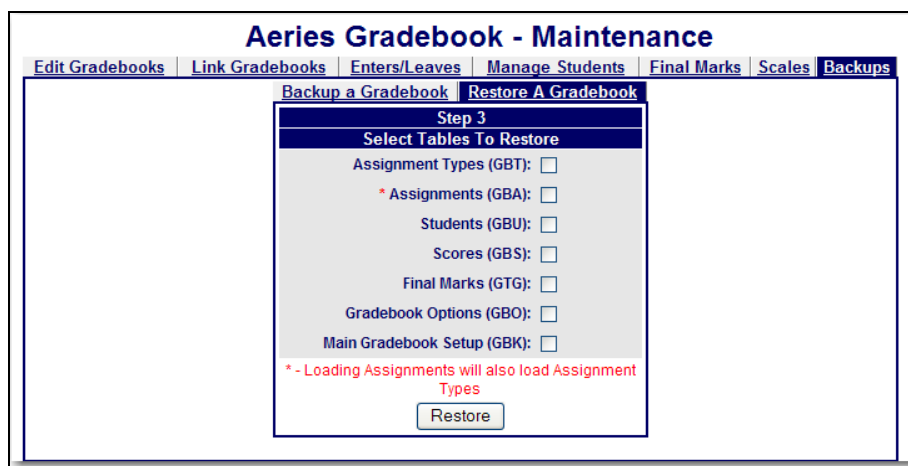 Aeries Gradebook - Maintenance
Edit Gradebooks Link Gradebooks Enters/Leaves Manage Students Final Marks Scales Backups
Backup a Gradebook Restore A Gradebook
Step 3
Select Tables To Restore
Assignment Types (GBT):
* Assignments (GBA):
Students (GBU):
Scores (GBS):
Final Marks (GTG):
Gradebook Options (GBO):
Main Gradebook Setup (GBK):
* - Loading Assignments will also load Assignment
Types
Restore